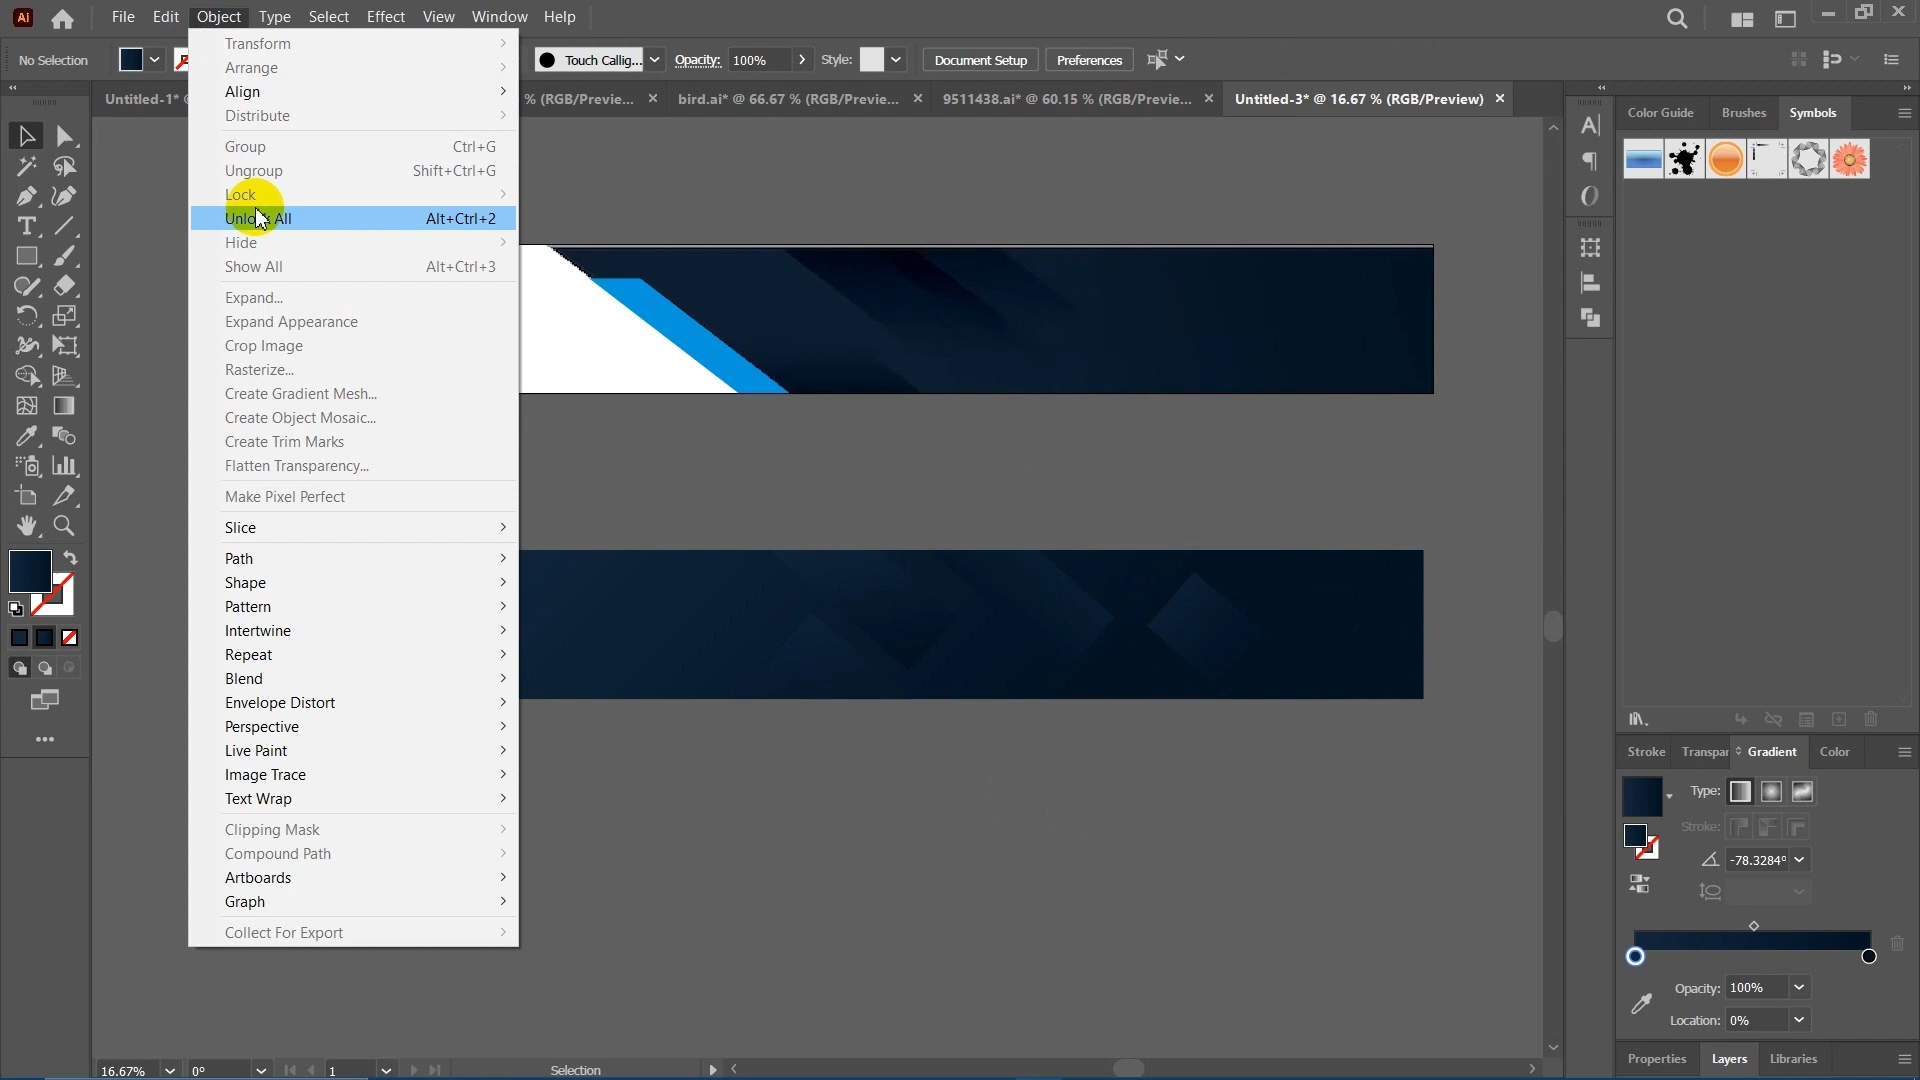 Ai File Edit Object Type Select Effect View Window Help
No Selection Touch Callig... Opacity: 100% Style: Document Setup Preferences
Untitled-1* @ % (RGB/Previe... bird.ai* @ 66.67 % (RGB/Previe... 9511438.ai* @ 60.15 % (RGB/Previe... Untitled-3* @ 16.67 % (RGB/Preview)
Transform
Arrange
Align
Distribute
Group Ctrl+G
Ungroup Shift+Ctrl+G
Lock
Unlock All Alt+Ctrl+2
Hide
Show All Alt+Ctrl+3
Expand...
Expand Appearance
Crop Image
Rasterize...
Create Gradient Mesh...
Create Object Mosaic...
Create Trim Marks
Flatten Transparency...
Make Pixel Perfect
Slice
Path
Shape
Pattern
Intertwine
Repeat
Blend
Envelope Distort
Perspective
Live Paint
Image Trace
Text Wrap
Clipping Mask
Compound Path
Artboards
Graph
Collect For Export
Color Guide Brushes Symbols
Stroke Transpar Gradient Color
Type:
Stroke:
-78.3284°
Opacity: 100%
Location: 0%
Properties Layers Libraries
16.67% 0° 1 Selection